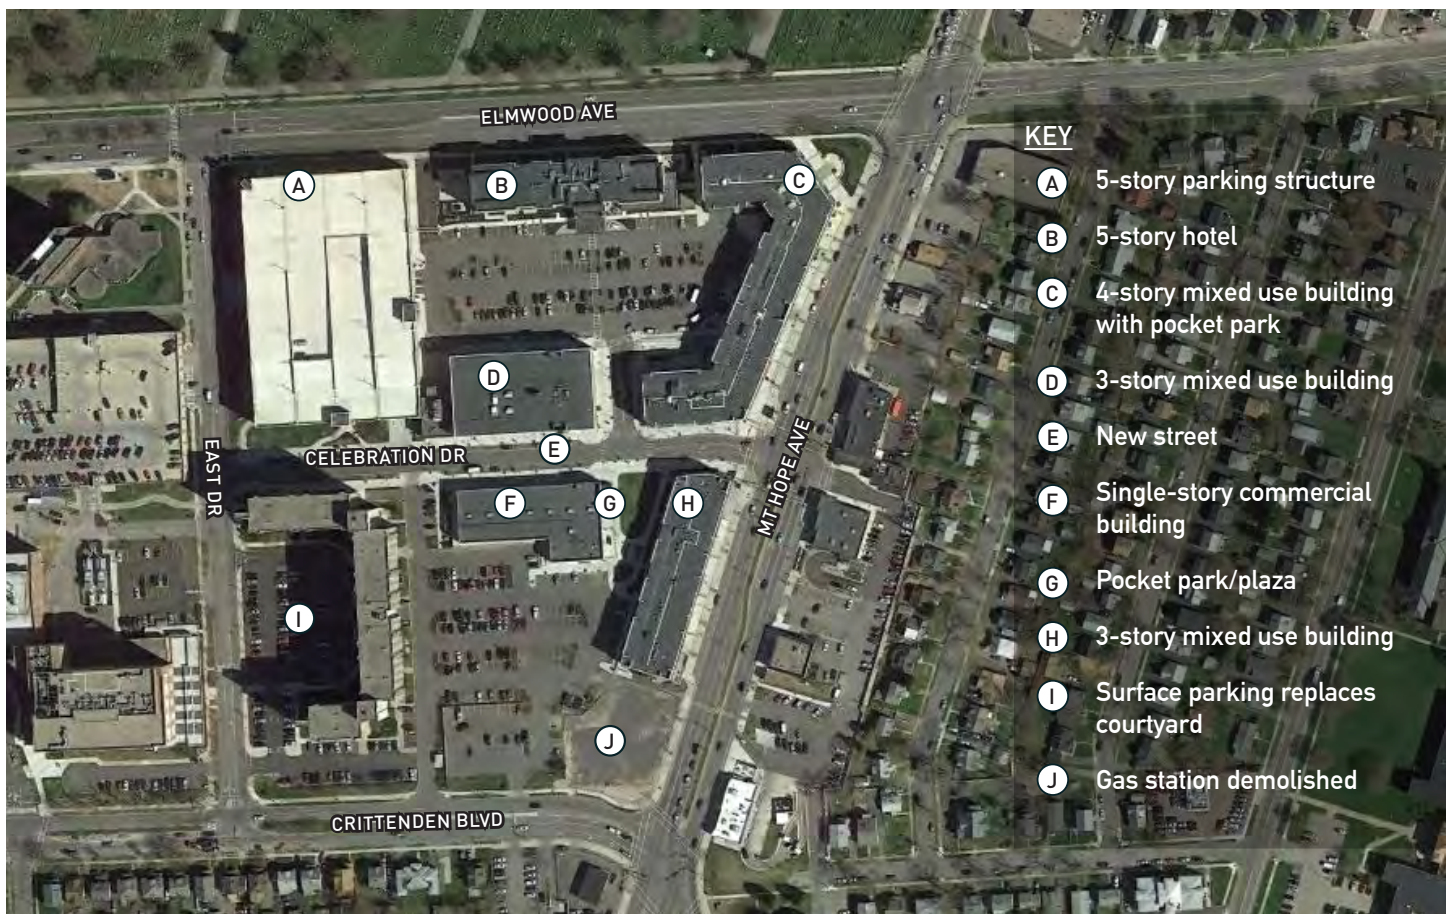 ELMWOOD AVE
A
B
C
D
CELEBRATION DR
E
EAST DR
MT HOPE AVE
F
G
H
I
J
CRITTENDEN BLVD
KEY
A 5-story parking structure
B 5-story hotel
C 4-story mixed use building
with pocket park
D 3-story mixed use building
E New street
F Single-story commercial
building
G Pocket park/plaza
H 3-story mixed use building
I Surface parking replaces
courtyard
J Gas station demolished